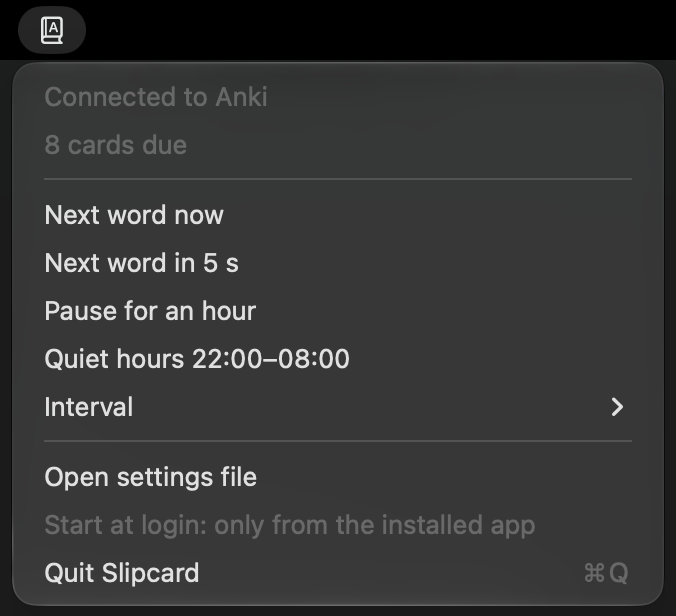 A
Connected to Anki
8 cards due
Next word now
Next word in 5 s
Pause for an hour
Quiet hours 22:00–08:00
Interval
Open settings file
Start at login: only from the installed app
Quit Slipcard ⌘Q